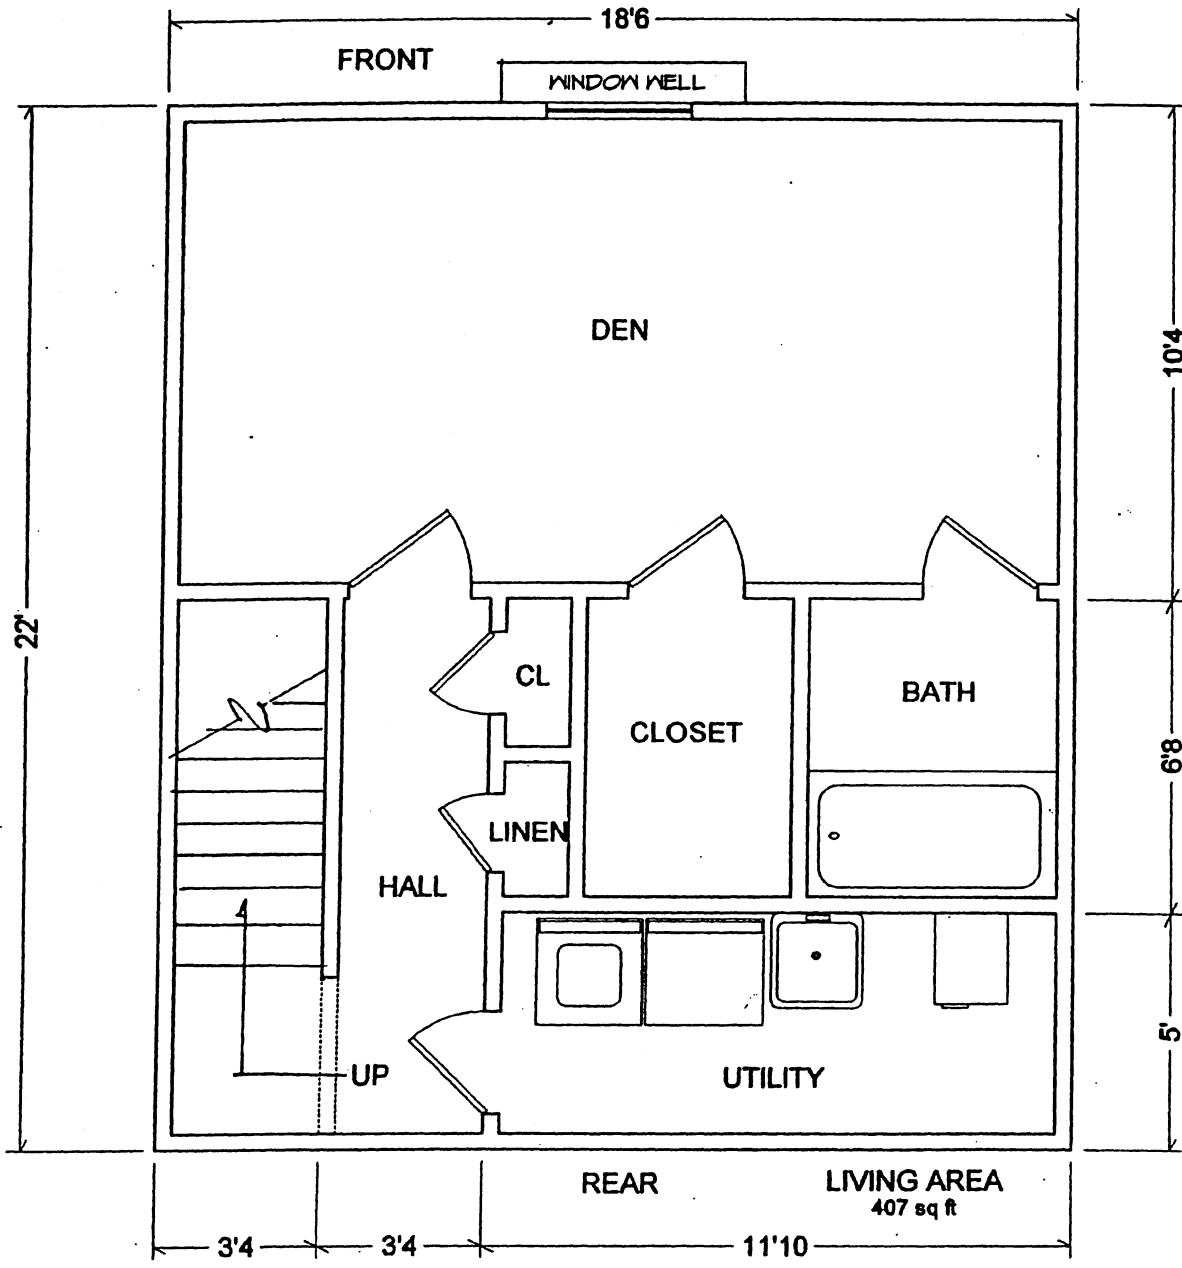 18'6
FRONT
WINDOW WELL
DEN
10'4
22'
CL
BATH
CLOSET
6'8
LINEN
HALL
5'
UP
UTILITY
REAR
LIVING AREA
407 sq ft
3'4
3'4
11'10